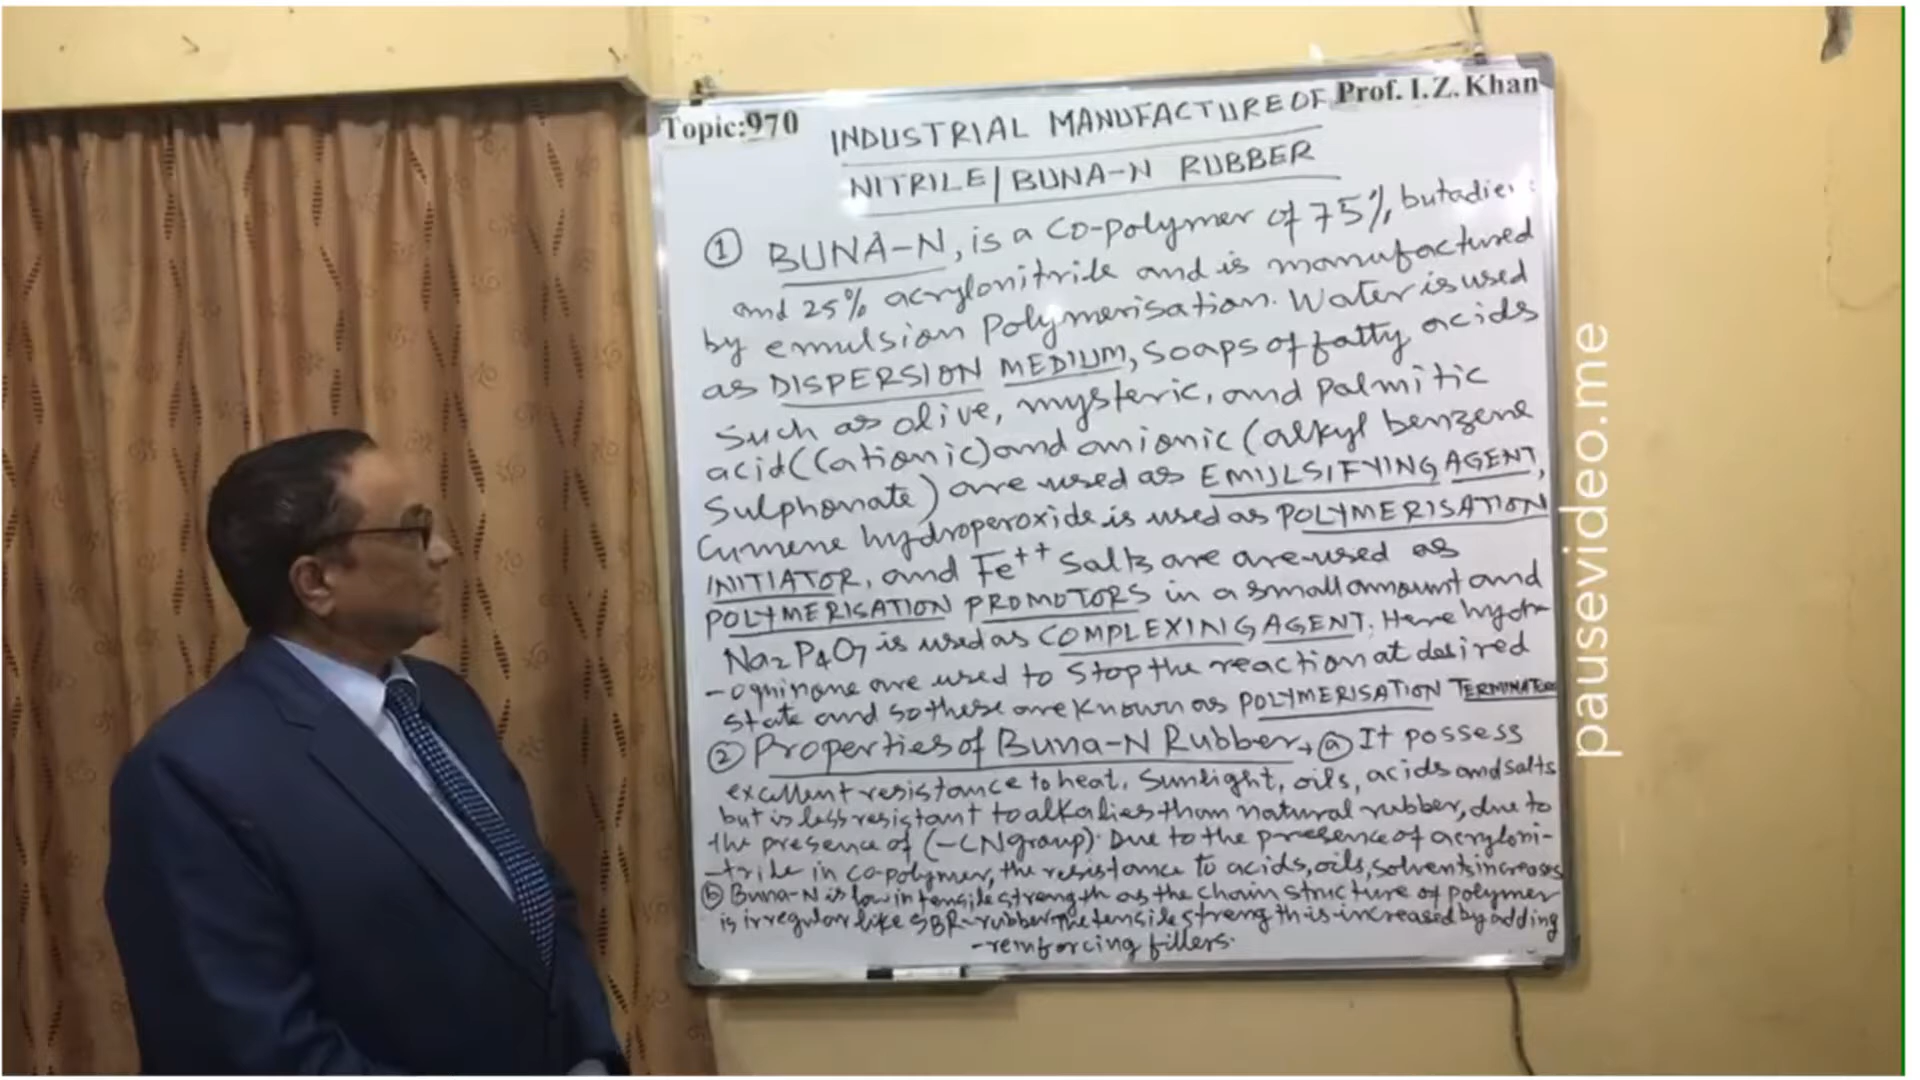 Topic:970
Prof. I.Z. Khan
INDUSTRIAL MANUFACTURE OF
NITRILE/BUNA-N RUBBER
① BUNA-N, is a Co-polymer of 75%, butadie
and 25% acrylonitrile and is manufactured
by emulsion Polymerisation. Water is used
as DISPERSION MEDIUM, Soaps of fatty acids
Such as olive, mysteric, and Palmitic
acid (Cationic) and anionic (alkyl benzene
Sulphonate) are used as EMULSIFYING AGENT,
Cumene hydroperoxide is used as POLYMERISATION
INITIATOR, and Fe++ Salts are are used as
POLYMERISATION PROMOTORS in a small amount and
Na2P4O7 is used as COMPLEXING AGENT. Here hydr-
-oquinone are used to Stop the reaction at desired
State and so these are known as POLYMERISATION TERMINATORS
② Properties of Buna-N Rubber → ⓐ It possess
excellent resistance to heat, Sunlight, oils, acids and salts
but is less resistant to alkalies than natural rubber, due to
the presence of (-CN group). Due to the presence of acryloni-
-trile in co-polymer, the resistance to acids, oils, solvents increases
ⓑ Buna-N is low in tensile strength as the chain structure of polymer
is irregular like SBR-rubber. The tensile strength is increased by adding
-reinforcing fillers.
pausevideo.me